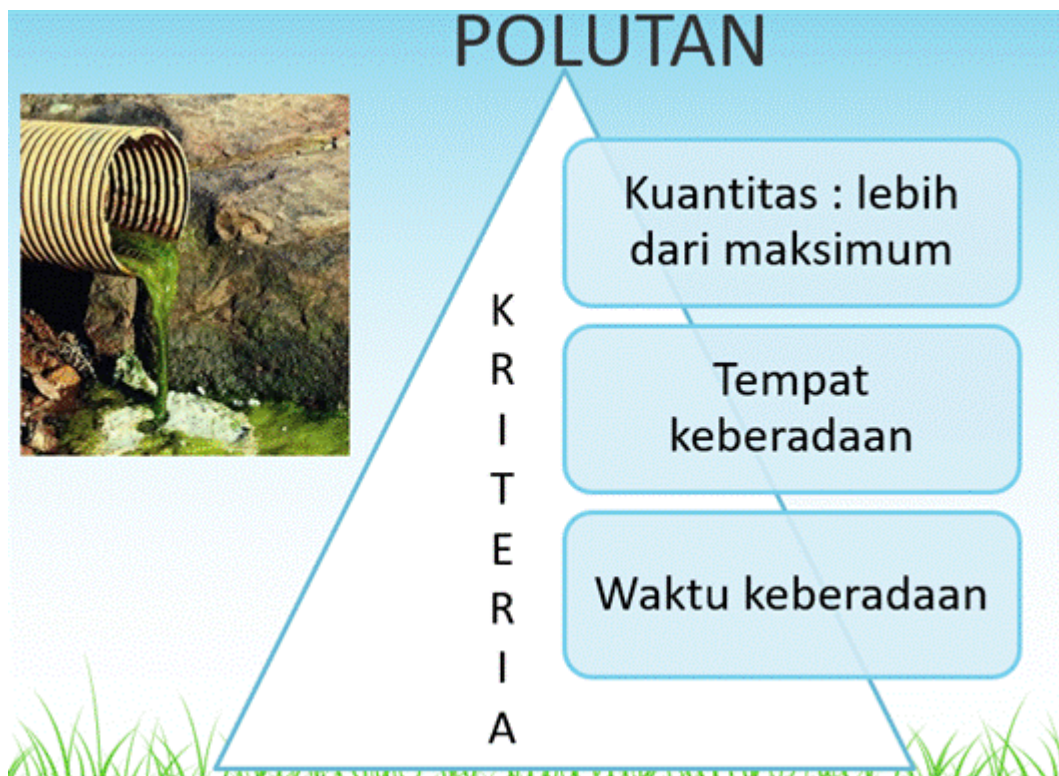 POLUTAN
K
R
I
T
E
R
I
A
Kuantitas : lebih
dari maksimum
Tempat
keberadaan
Waktu keberadaan